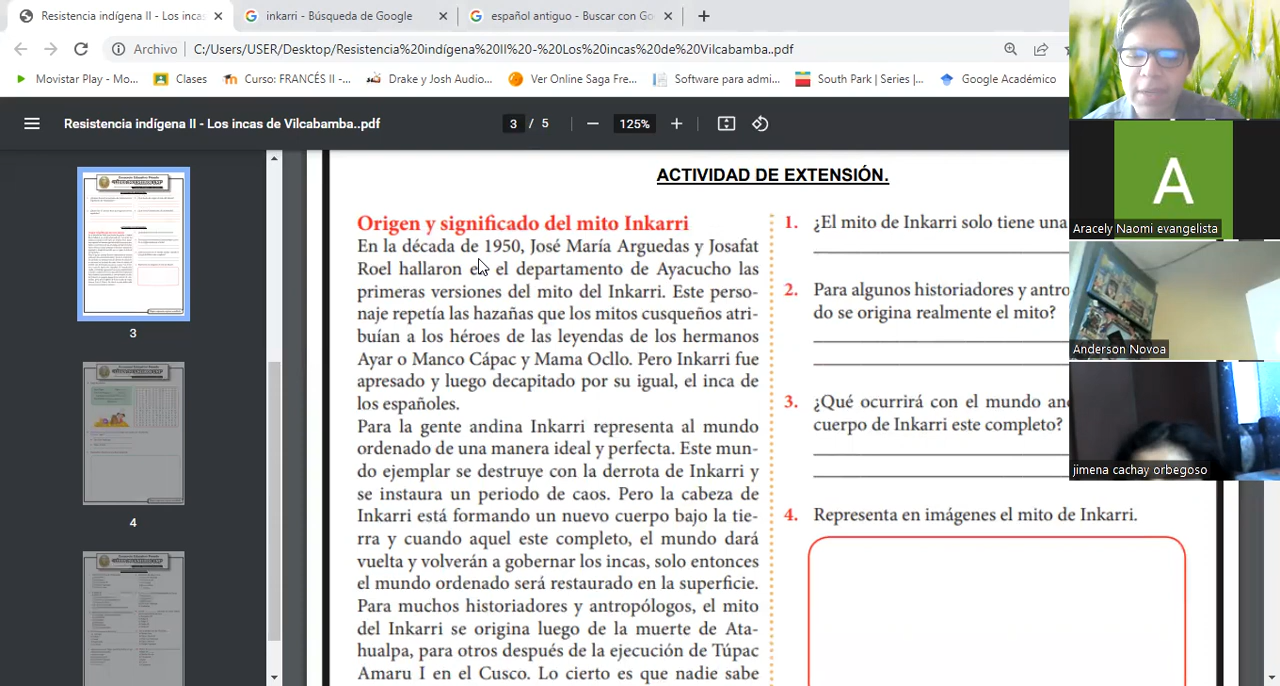 Resistencia indígena II - Los incas
inkarri - Búsqueda de Google
español antiguo - Buscar con Go
Archivo
C:/Users/USER/Desktop/Resistencia%20indígena%20II%20-%20Los%20incas%20de%20Vilcabamba..pdf
Movistar Play - Mo...
Clases
Curso: FRANCÉS II -...
Drake y Josh Audio...
Ver Online Saga Fre...
Software para admi...
South Park | Series |...
Google Académico
Resistencia indígena II - Los incas de Vilcabamba..pdf
3 / 5
125%
3
4
ACTIVIDAD DE EXTENSIÓN.
Origen y significado del mito Inkarri
En la década de 1950, José María Arguedas y Josafat
Roel hallaron en el departamento de Ayacucho las
primeras versiones del mito del Inkarri. Este perso-
naje repetía las hazañas que los mitos cusqueños atri-
buían a los héroes de las leyendas de los hermanos
Ayar o Manco Cápac y Mama Ocllo. Pero Inkarri fue
apresado y luego decapitado por su igual, el inca de
los españoles.
Para la gente andina Inkarri representa al mundo
ordenado de una manera ideal y perfecta. Este mun-
do ejemplar se destruye con la derrota de Inkarri y
se instaura un periodo de caos. Pero la cabeza de
Inkarri está formando un nuevo cuerpo bajo la tie-
rra y cuando aquel este completo, el mundo dará
vuelta y volverán a gobernar los incas, solo entonces
el mundo ordenado será restaurado en la superficie.
Para muchos historiadores y antropólogos, el mito
del Inkarri se origina luego de la muerte de Ata-
hualpa, para otros después de la ejecución de Túpac
Amaru I en el Cusco. Lo cierto es que nadie sabe
1. ¿El mito de Inkarri solo tiene una
2. Para algunos historiadores y antro
do se origina realmente el mito?
3. ¿Qué ocurrirá con el mundo an
cuerpo de Inkarri este completo?
4. Representa en imágenes el mito de Inkarri.
A
Aracely Naomi evangelista
Anderson Novoa
jimena cachay orbegoso